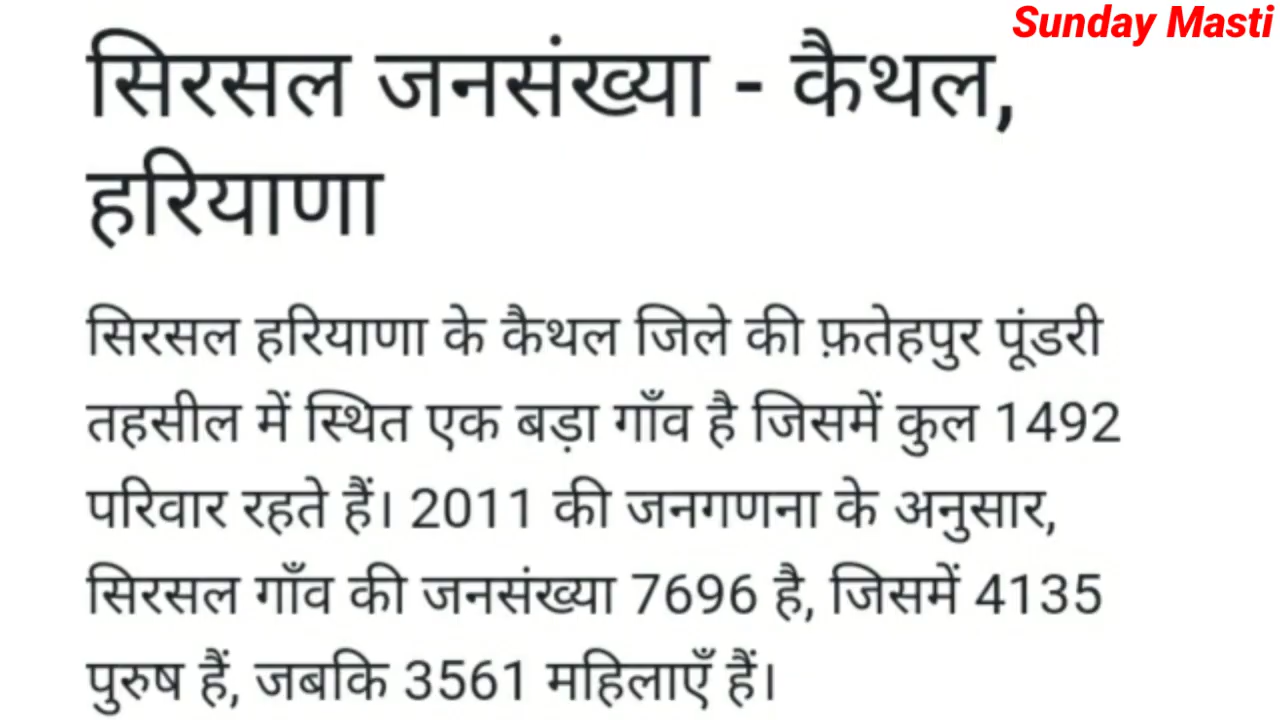 Sunday Masti
सिरसल जनसंख्या - कैथल,
हरियाणा
सिरसल हरियाणा के कैथल जिले की फ़तेहपुर पूंडरी
तहसील में स्थित एक बड़ा गाँव है जिसमें कुल 1492
परिवार रहते हैं। 2011 की जनगणना के अनुसार,
सिरसल गाँव की जनसंख्या 7696 है, जिसमें 4135
पुरुष हैं, जबकि 3561 महिलाएँ हैं।